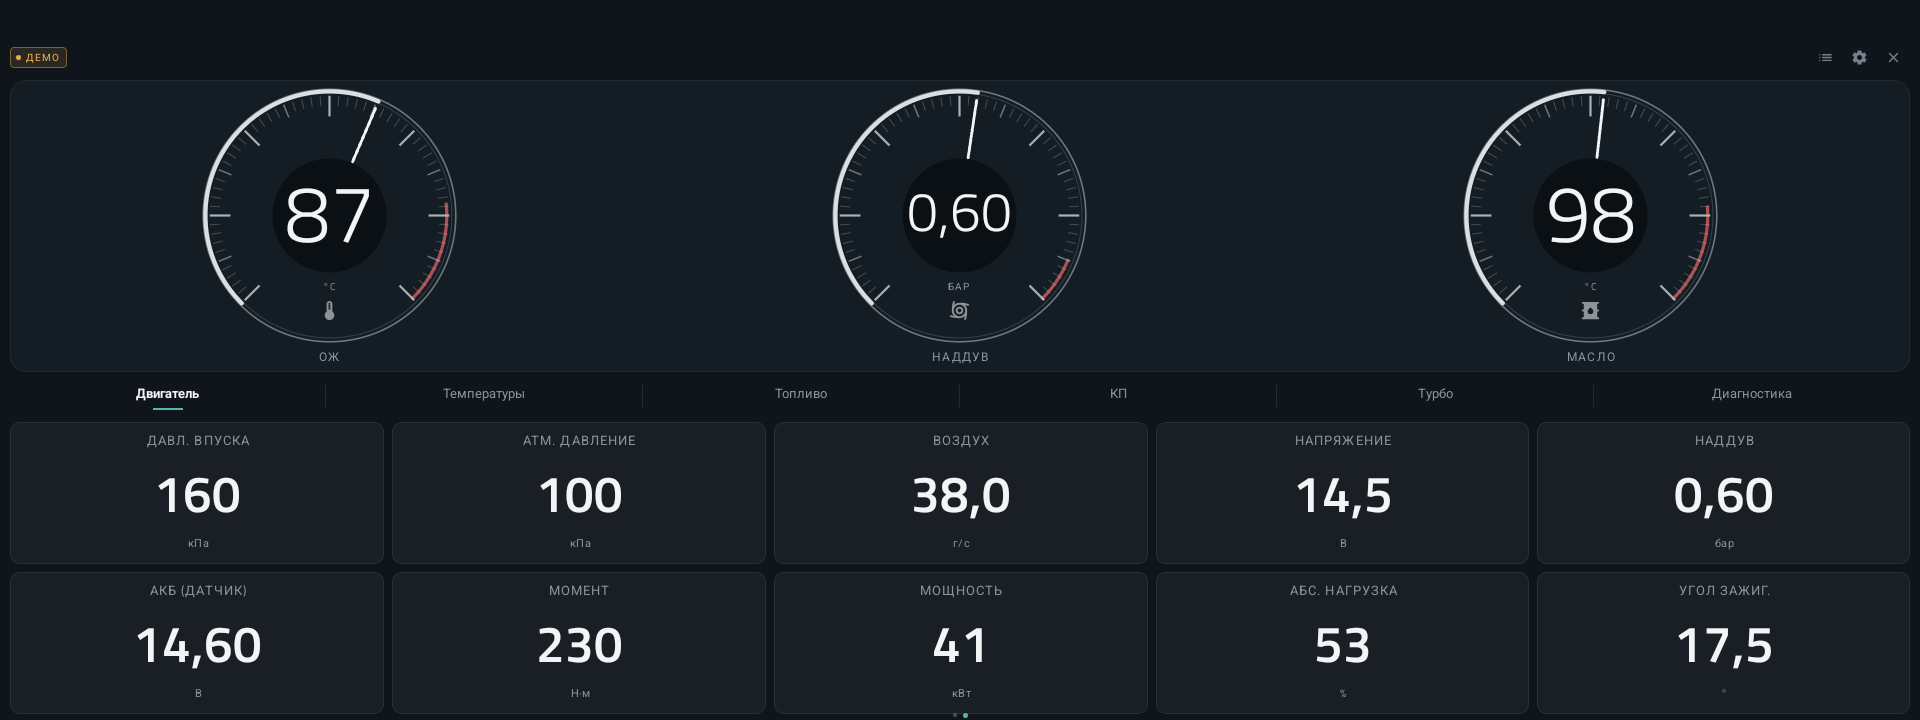 ДЕМО
87
°C
ОЖ
0,60
БАР
НАДДУВ
98
°C
МАСЛО
Двигатель
Температуры
Топливо
КП
Турбо
Диагностика
ДАВЛ. ВПУСКА
160
кПа
АТМ. ДАВЛЕНИЕ
100
кПа
ВОЗДУХ
38,0
г/с
НАПРЯЖЕНИЕ
14,5
В
НАДДУВ
0,60
бар
АКБ (ДАТЧИК)
14,60
В
МОМЕНТ
230
Н·м
МОЩНОСТЬ
41
кВт
АБС. НАГРУЗКА
53
%
УГОЛ ЗАЖИГ.
17,5
°